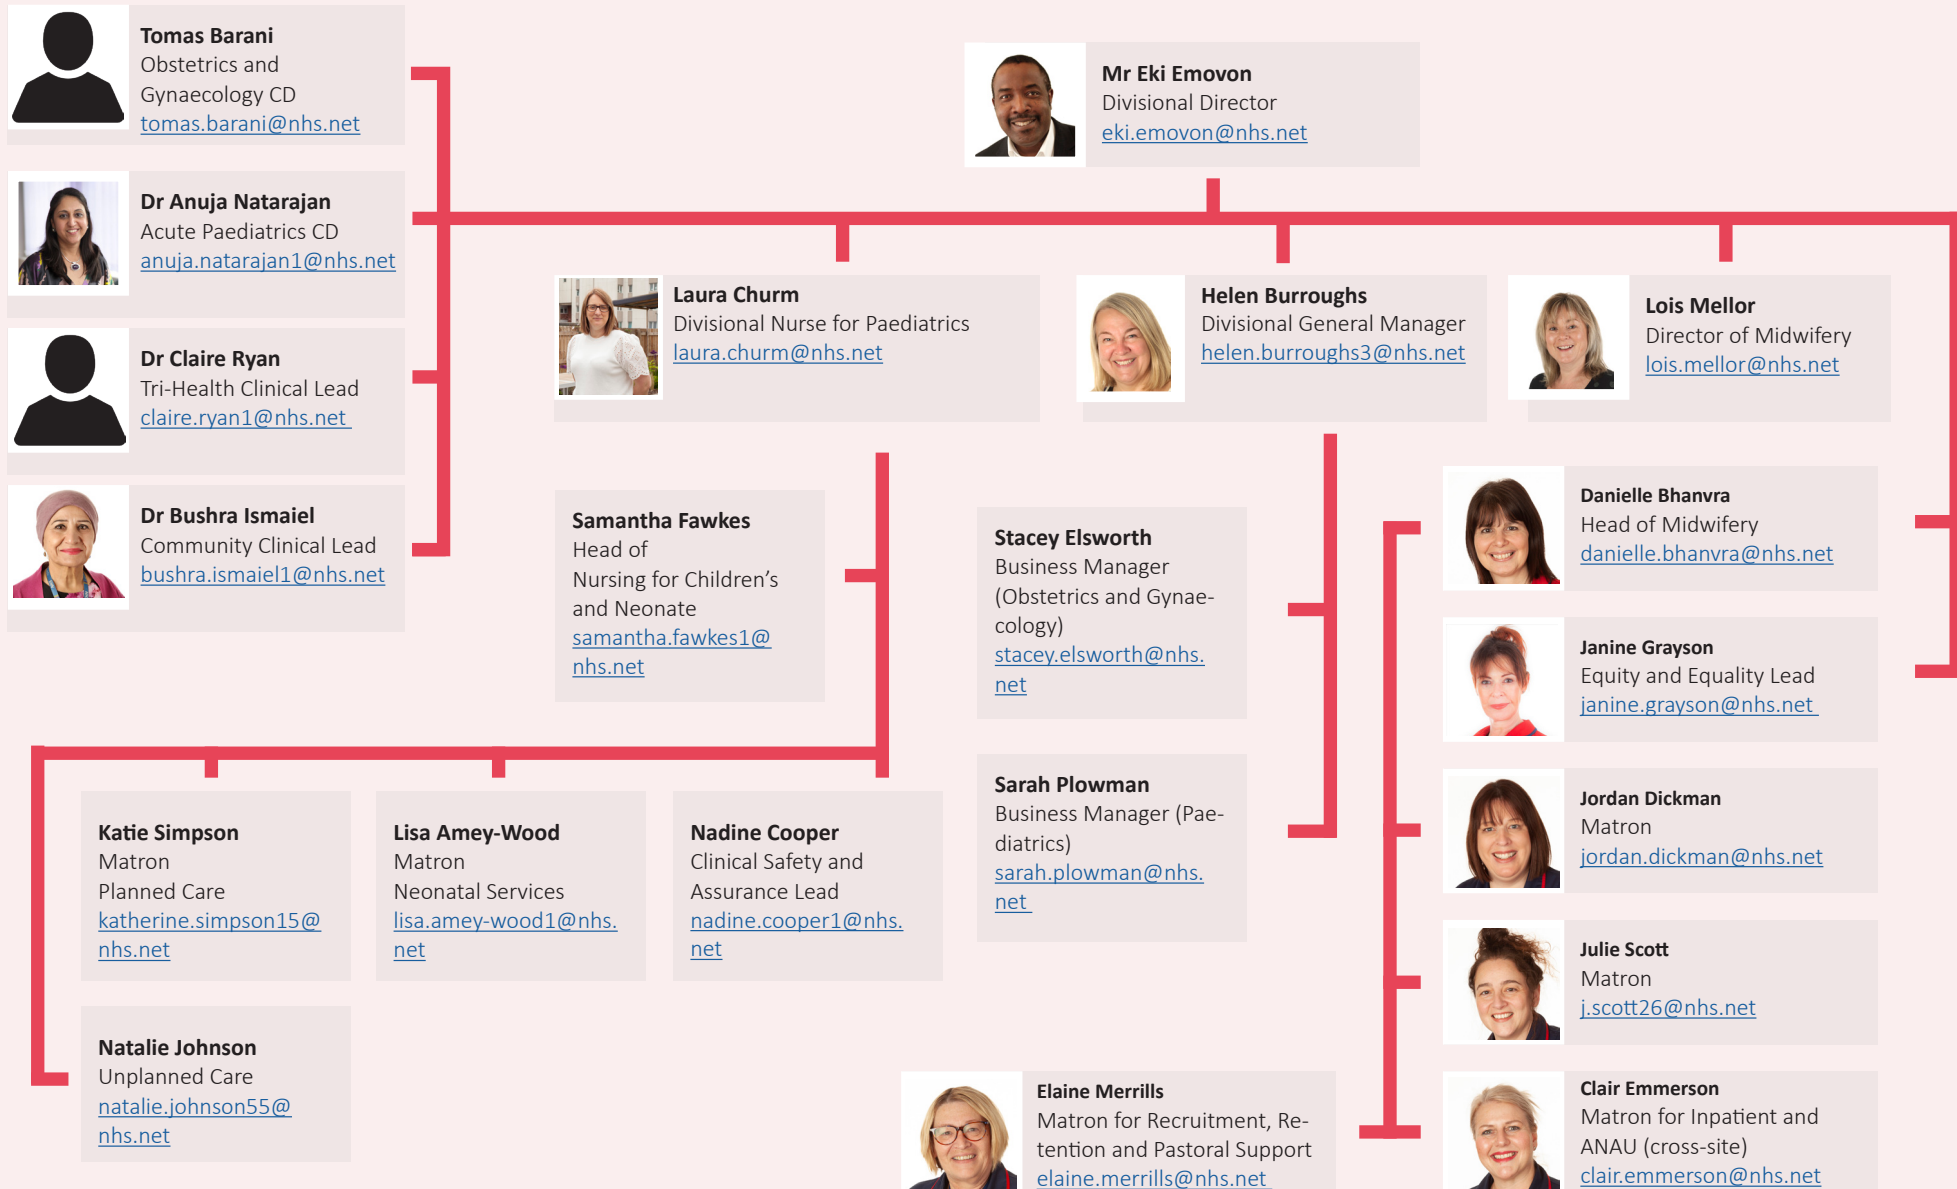 Tomas Barani
Obstetrics and
Gynaecology CD
tomas.barani@nhs.net
Mr Eki Emovon
Divisional Director
eki.emovon@nhs.net
Dr Anuja Natarajan
Acute Paediatrics CD
anuja.natarajan1@nhs.net
Laura Churm
Divisional Nurse for Paediatrics
laura.churm@nhs.net
Helen Burroughs
Divisional General Manager
helen.burroughs3@nhs.net
Lois Mellor
Director of Midwifery
lois.mellor@nhs.net
Dr Claire Ryan
Tri-Health Clinical Lead
claire.ryan1@nhs.net
Dr Bushra Ismaiel
Community Clinical Lead
bushra.ismaiel1@nhs.net
Samantha Fawkes
Head of
Nursing for Children’s
and Neonate
samantha.fawkes1@
nhs.net
Stacey Elsworth
Business Manager
(Obstetrics and Gynae-
cology)
stacey.elsworth@nhs.
net
Danielle Bhanvra
Head of Midwifery
danielle.bhanvra@nhs.net
Janine Grayson
Equity and Equality Lead
janine.grayson@nhs.net
Katie Simpson
Matron
Planned Care
katherine.simpson15@
nhs.net
Lisa Amey-Wood
Matron
Neonatal Services
lisa.amey-wood1@nhs.
net
Nadine Cooper
Clinical Safety and
Assurance Lead
nadine.cooper1@nhs.
net
Sarah Plowman
Business Manager (Pae-
diatrics)
sarah.plowman@nhs.
net
Jordan Dickman
Matron
jordan.dickman@nhs.net
Julie Scott
Matron
j.scott26@nhs.net
Natalie Johnson
Unplanned Care
natalie.johnson55@
nhs.net
Elaine Merrills
Matron for Recruitment, Re-
tention and Pastoral Support
elaine.merrills@nhs.net
Clair Emmerson
Matron for Inpatient and
ANAU (cross-site)
clair.emmerson@nhs.net